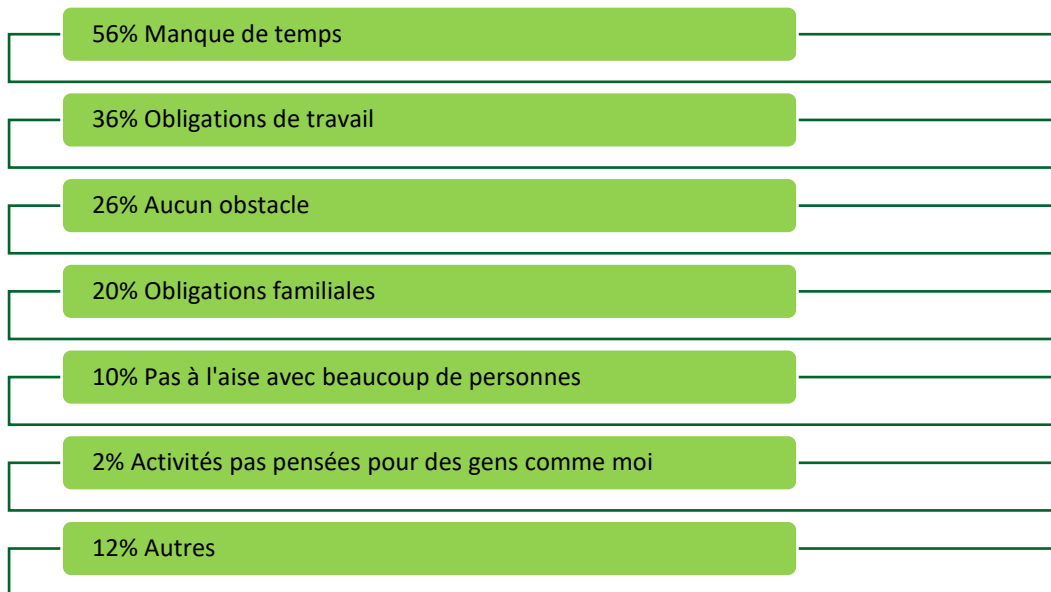 56% Manque de temps
36% Obligations de travail
26% Aucun obstacle
20% Obligations familiales
10% Pas à l'aise avec beaucoup de personnes
2% Activités pas pensées pour des gens comme moi
12% Autres